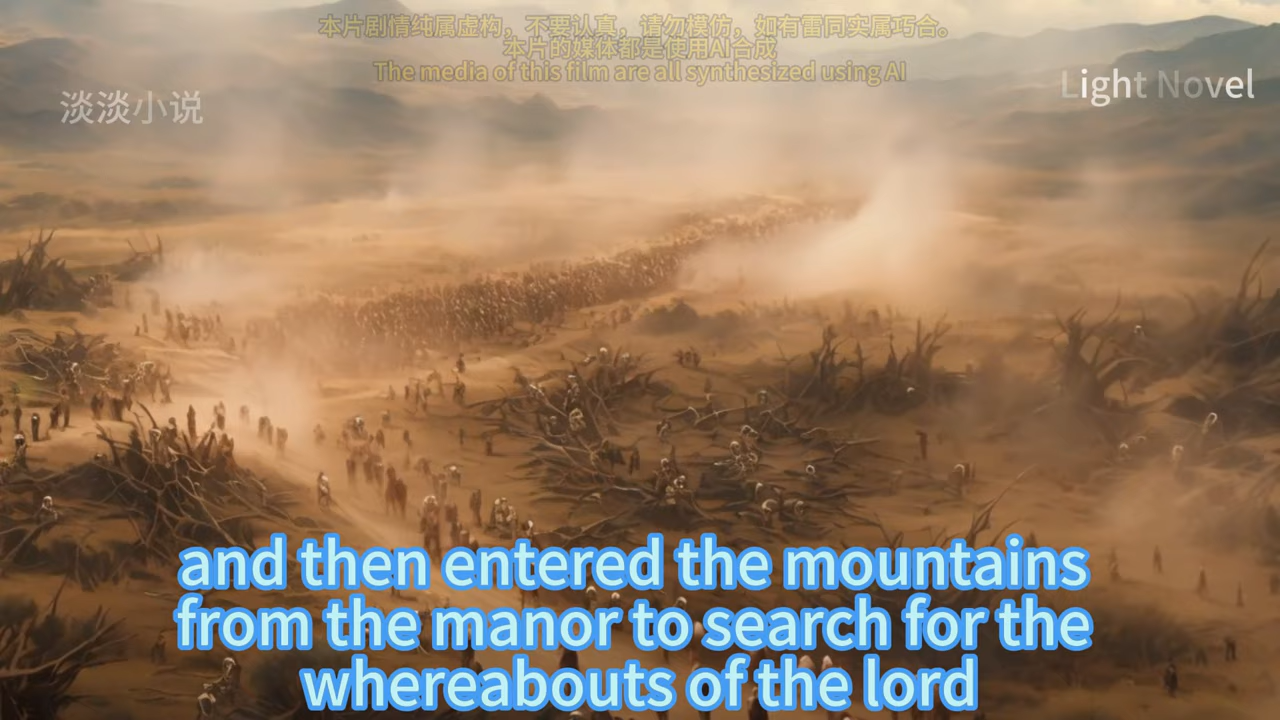 本片剧情纯属虚构，不要认真，请勿模仿，如有雷同实属巧合。
本片的媒体都是使用AI合成
The media of this film are all synthesized using AI
淡淡小说
Light Novel
and then entered the mountains
from the manor to search for the
whereabouts of the lord